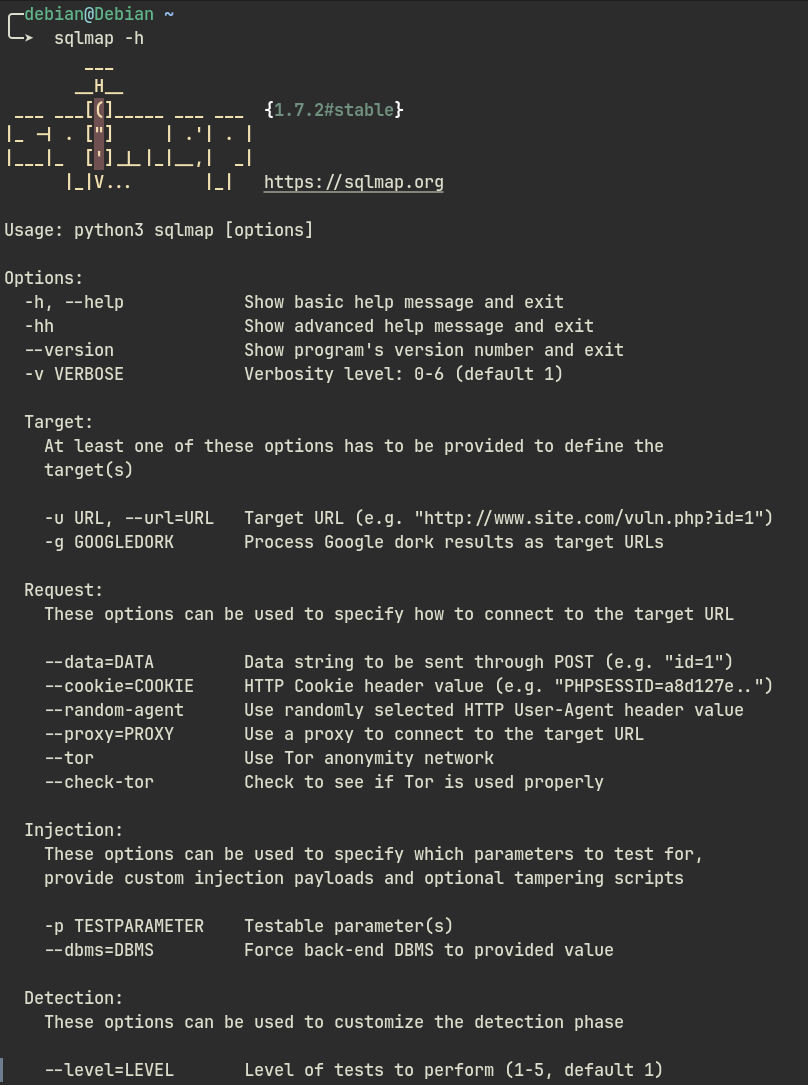 debian@Debian ~
sqlmap -h
___
__H__
___ ___[(]_____ ___ ___  {1.7.2#stable}
|_ -| . ["]     | .'| . |
|___|_  [']_|_|_|__,|  _|
|_|V...       |_|   https://sqlmap.org
Usage: python3 sqlmap [options]
Options:
-h, --help            Show basic help message and exit
-hh                   Show advanced help message and exit
--version             Show program's version number and exit
-v VERBOSE            Verbosity level: 0-6 (default 1)
Target:
At least one of these options has to be provided to define the
target(s)
-u URL, --url=URL   Target URL (e.g. "http://www.site.com/vuln.php?id=1")
-g GOOGLEDORK       Process Google dork results as target URLs
Request:
These options can be used to specify how to connect to the target URL
--data=DATA         Data string to be sent through POST (e.g. "id=1")
--cookie=COOKIE     HTTP Cookie header value (e.g. "PHPSESSID=a8d127e..")
--random-agent      Use randomly selected HTTP User-Agent header value
--proxy=PROXY       Use a proxy to connect to the target URL
--tor               Use Tor anonymity network
--check-tor         Check to see if Tor is used properly
Injection:
These options can be used to specify which parameters to test for,
provide custom injection payloads and optional tampering scripts
-p TESTPARAMETER    Testable parameter(s)
--dbms=DBMS         Force back-end DBMS to provided value
Detection:
These options can be used to customize the detection phase
--level=LEVEL       Level of tests to perform (1-5, default 1)